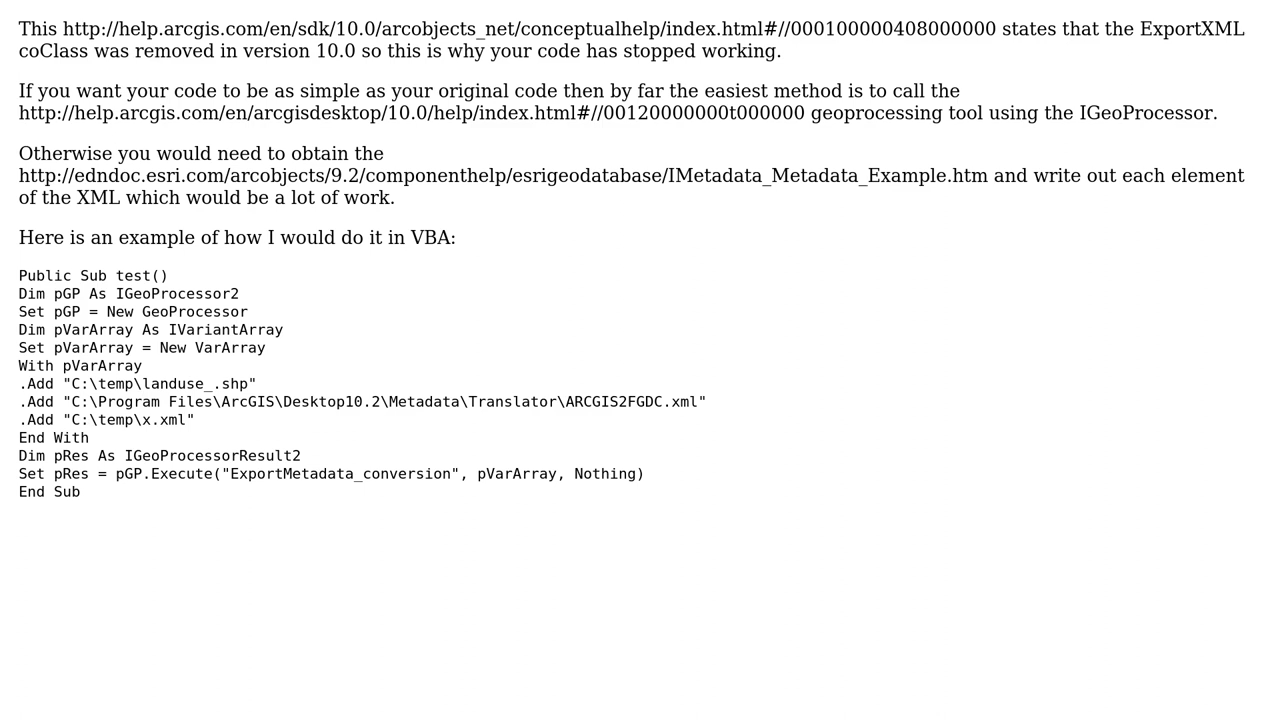 This http://help.arcgis.com/en/sdk/10.0/arcobjects_net/conceptualhelp/index.html#//000100000408000000 states that the ExportXML
coClass was removed in version 10.0 so this is why your code has stopped working.
If you want your code to be as simple as your original code then by far the easiest method is to call the
http://help.arcgis.com/en/arcgisdesktop/10.0/help/index.html#//00120000000t000000 geoprocessing tool using the IGeoProcessor.
Otherwise you would need to obtain the
http://edndoc.esri.com/arcobjects/9.2/componenthelp/esrigeodatabase/IMetadata_Metadata_Example.htm and write out each element
of the XML which would be a lot of work.
Here is an example of how I would do it in VBA:
Public Sub test()
Dim pGP As IGeoProcessor2
Set pGP = New GeoProcessor
Dim pVarArray As IVariantArray
Set pVarArray = New VarArray
With pVarArray
.Add "C:\temp\landuse_.shp"
.Add "C:\Program Files\ArcGIS\Desktop10.2\Metadata\Translator\ARCGIS2FGDC.xml"
.Add "C:\temp\x.xml"
End With
Dim pRes As IGeoProcessorResult2
Set pRes = pGP.Execute("ExportMetadata_conversion", pVarArray, Nothing)
End Sub